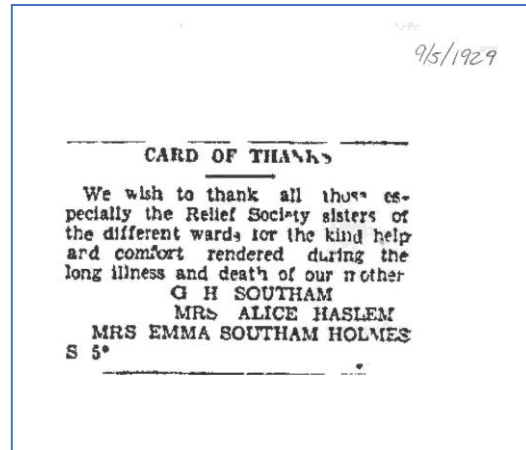 9/5/1929
CARD OF THANKS
We wish to thank all those es-
pecially the Relief Society sisters of
the different wards for the kind help
and comfort rendered during the
long illness and death of our mother
G H SOUTHAM
MRS ALICE HASLEM
MRS EMMA SOUTHAM HOLMES
S 5*